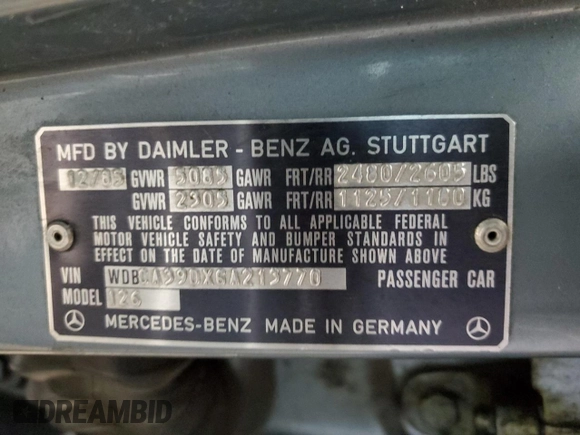 MFD BY DAIMLER - BENZ AG. STUTTGART
12/85 GVWR 5085 GAWR FRT/RR 2480/2605 LBS
GVWR 2305 GAWR FRT/RR 1125/1180 KG
THIS VEHICLE CONFORMS TO ALL APPLICABLE FEDERAL
MOTOR VEHICLE SAFETY AND BUMPER STANDARDS IN
EFFECT ON THE DATE OF MANUFACTURE SHOWN ABOVE
VIN PASSENGER CAR
MODEL 126
MERCEDES-BENZ MADE IN GERMANY
DREAMBID